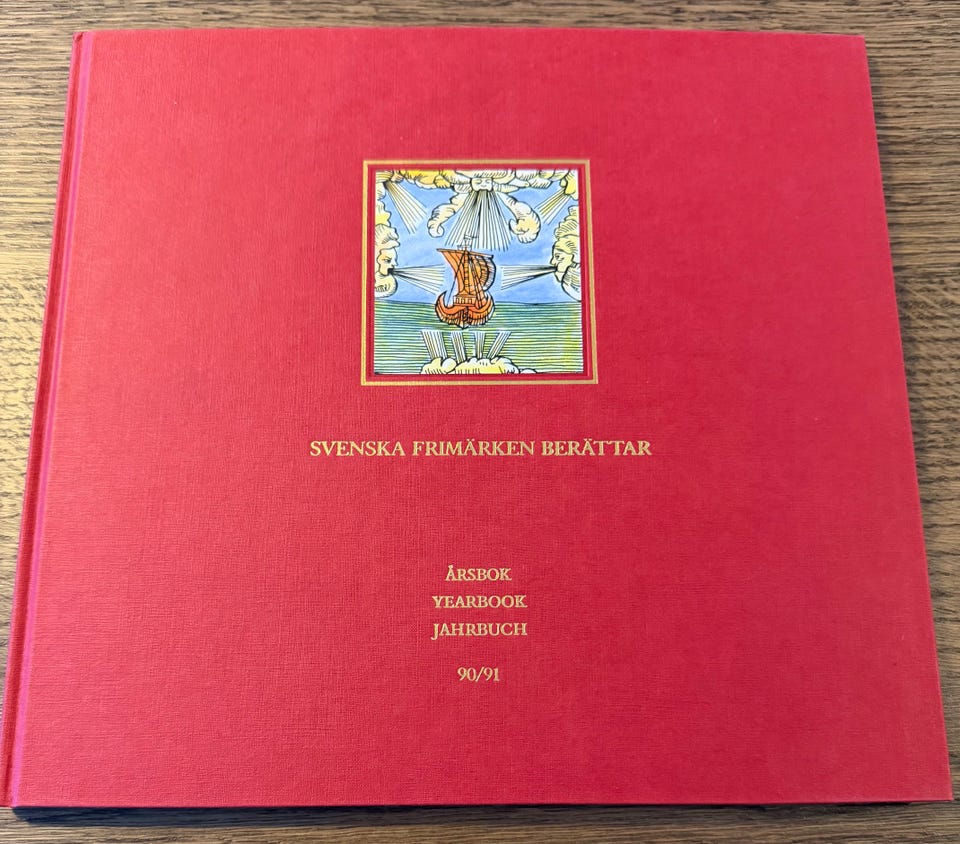 SVENSKA FRIMÄRKEN BERÄTTAR
ÅRSBOK
YEARBOOK
JAHRBUCH
90/91